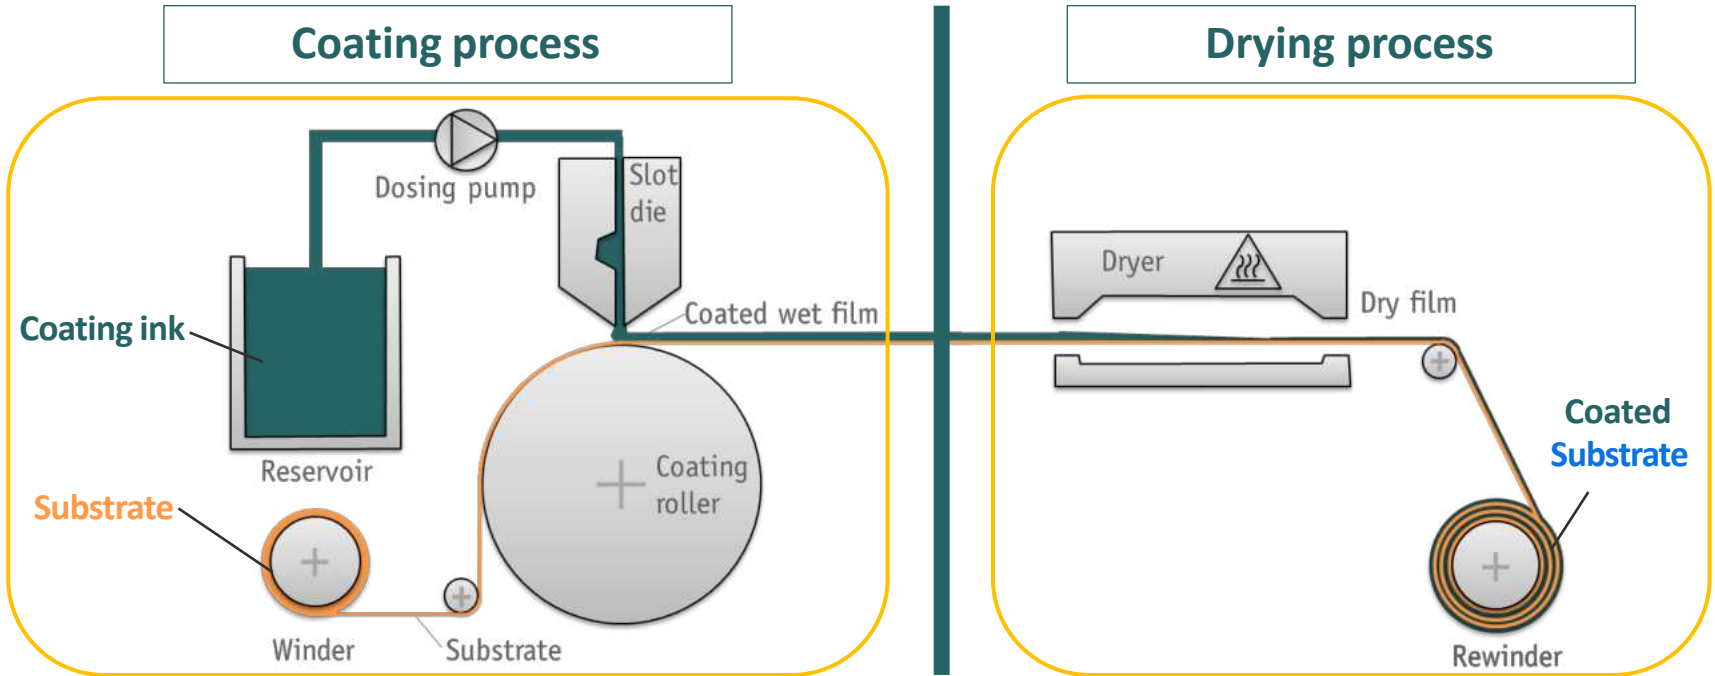 Coating process
Drying process
Dosing pump
Slot
die
Coated wet film
Coating ink
Reservoir
Substrate
Coating
roller
Winder
Substrate
Dryer
Dry film
Coated
Substrate
Rewinder